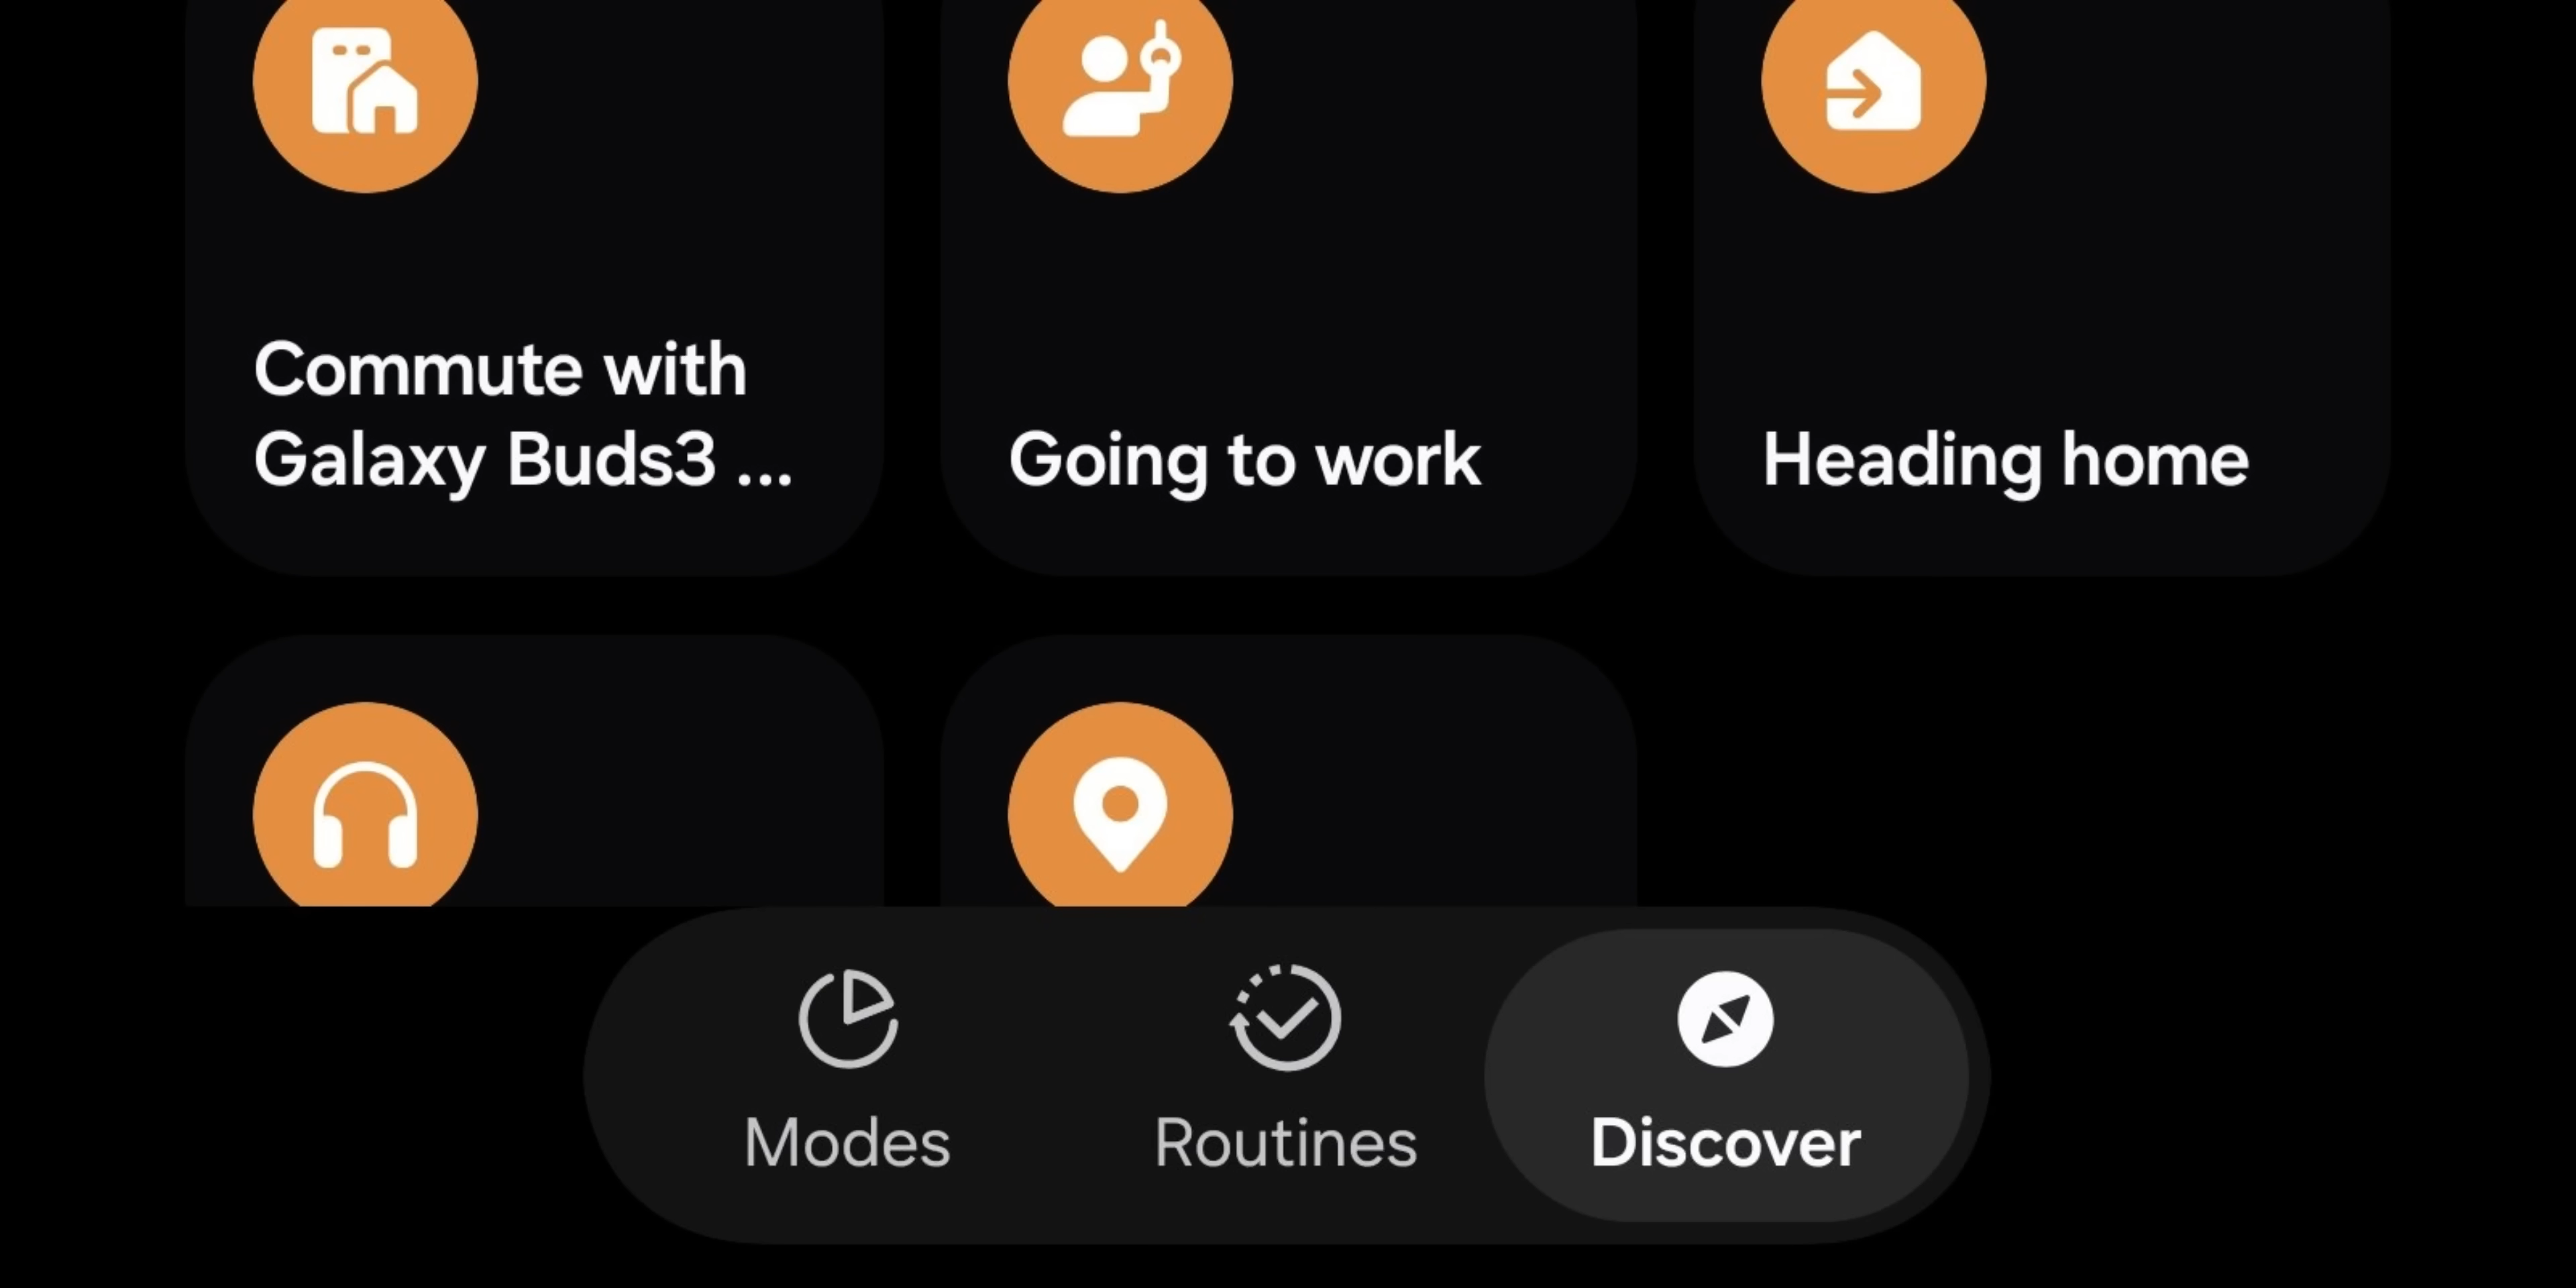 Commute with
Galaxy Buds3 ...
Going to work
Heading home
Modes
Routines
Discover